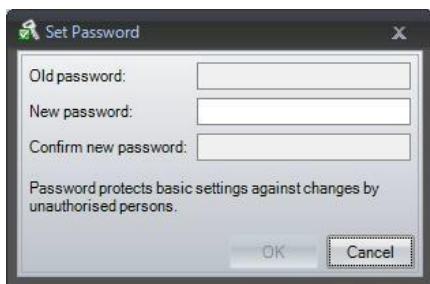 Set Password
Old password:
New password:
Confirm new password:
Password protects basic settings against changes by
unauthorised persons.
OK
Cancel